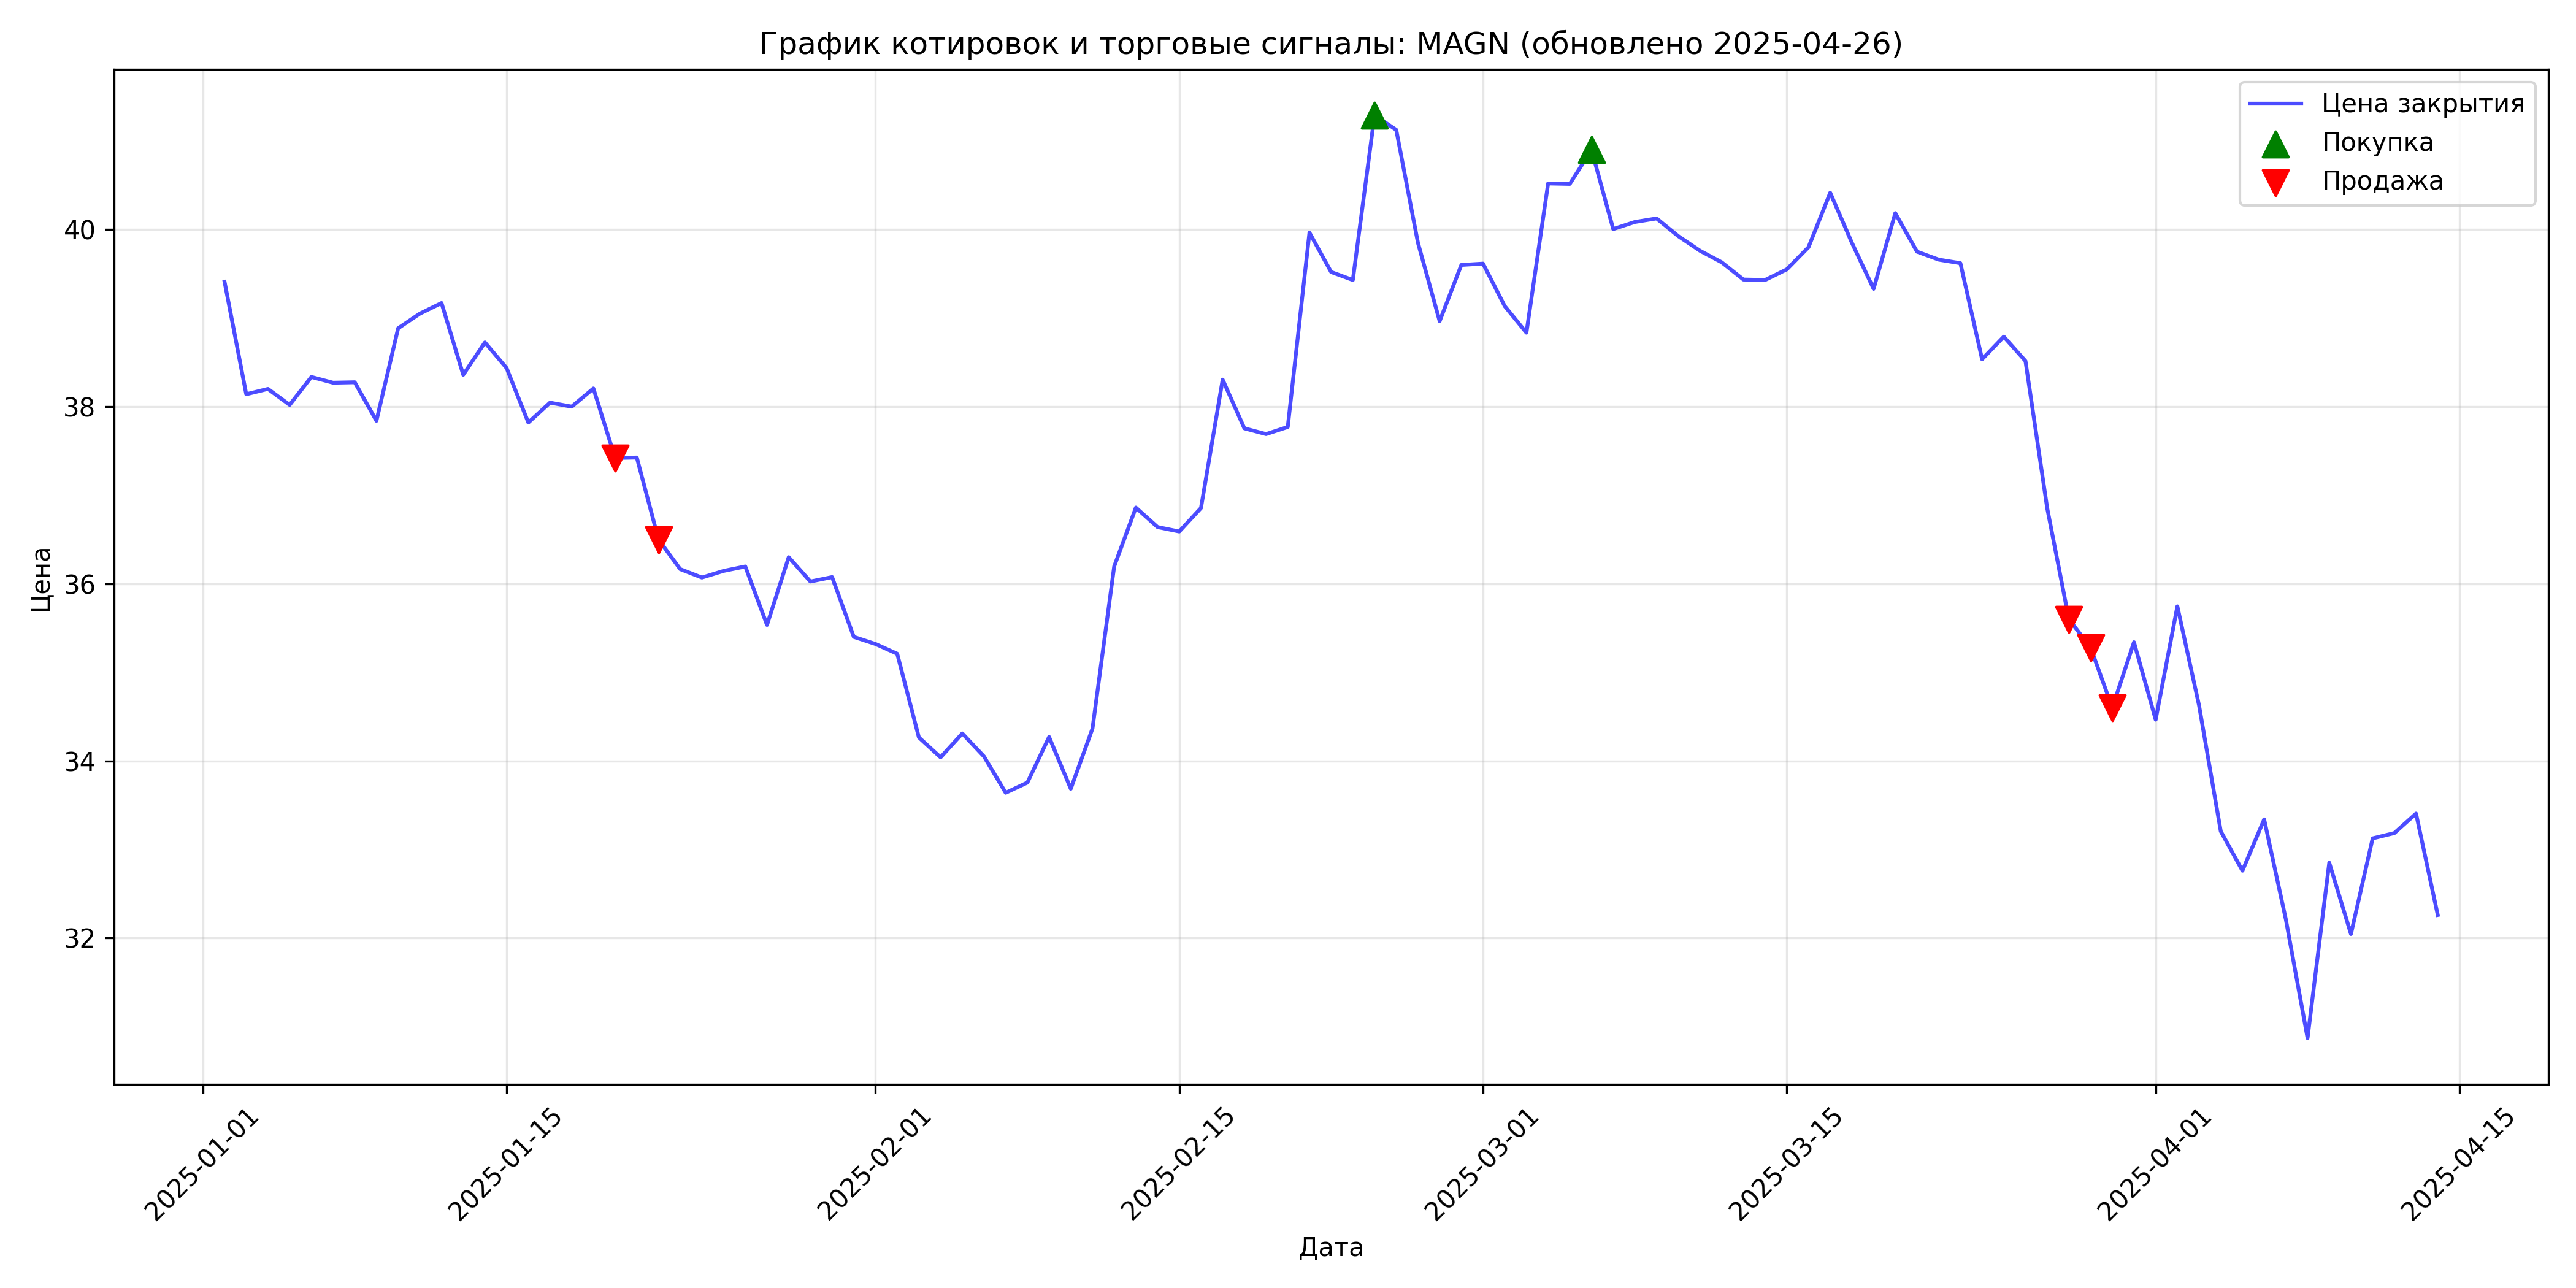 График котировок и торговые сигналы: MAGN (обновлено 2025-04-26)
Цена закрытия
Покупка
Продажа
Цена
40
38
36
34
32
2025-01-01
2025-01-15
2025-02-01
2025-02-15
2025-03-01
2025-03-15
2025-04-01
2025-04-15
Дата